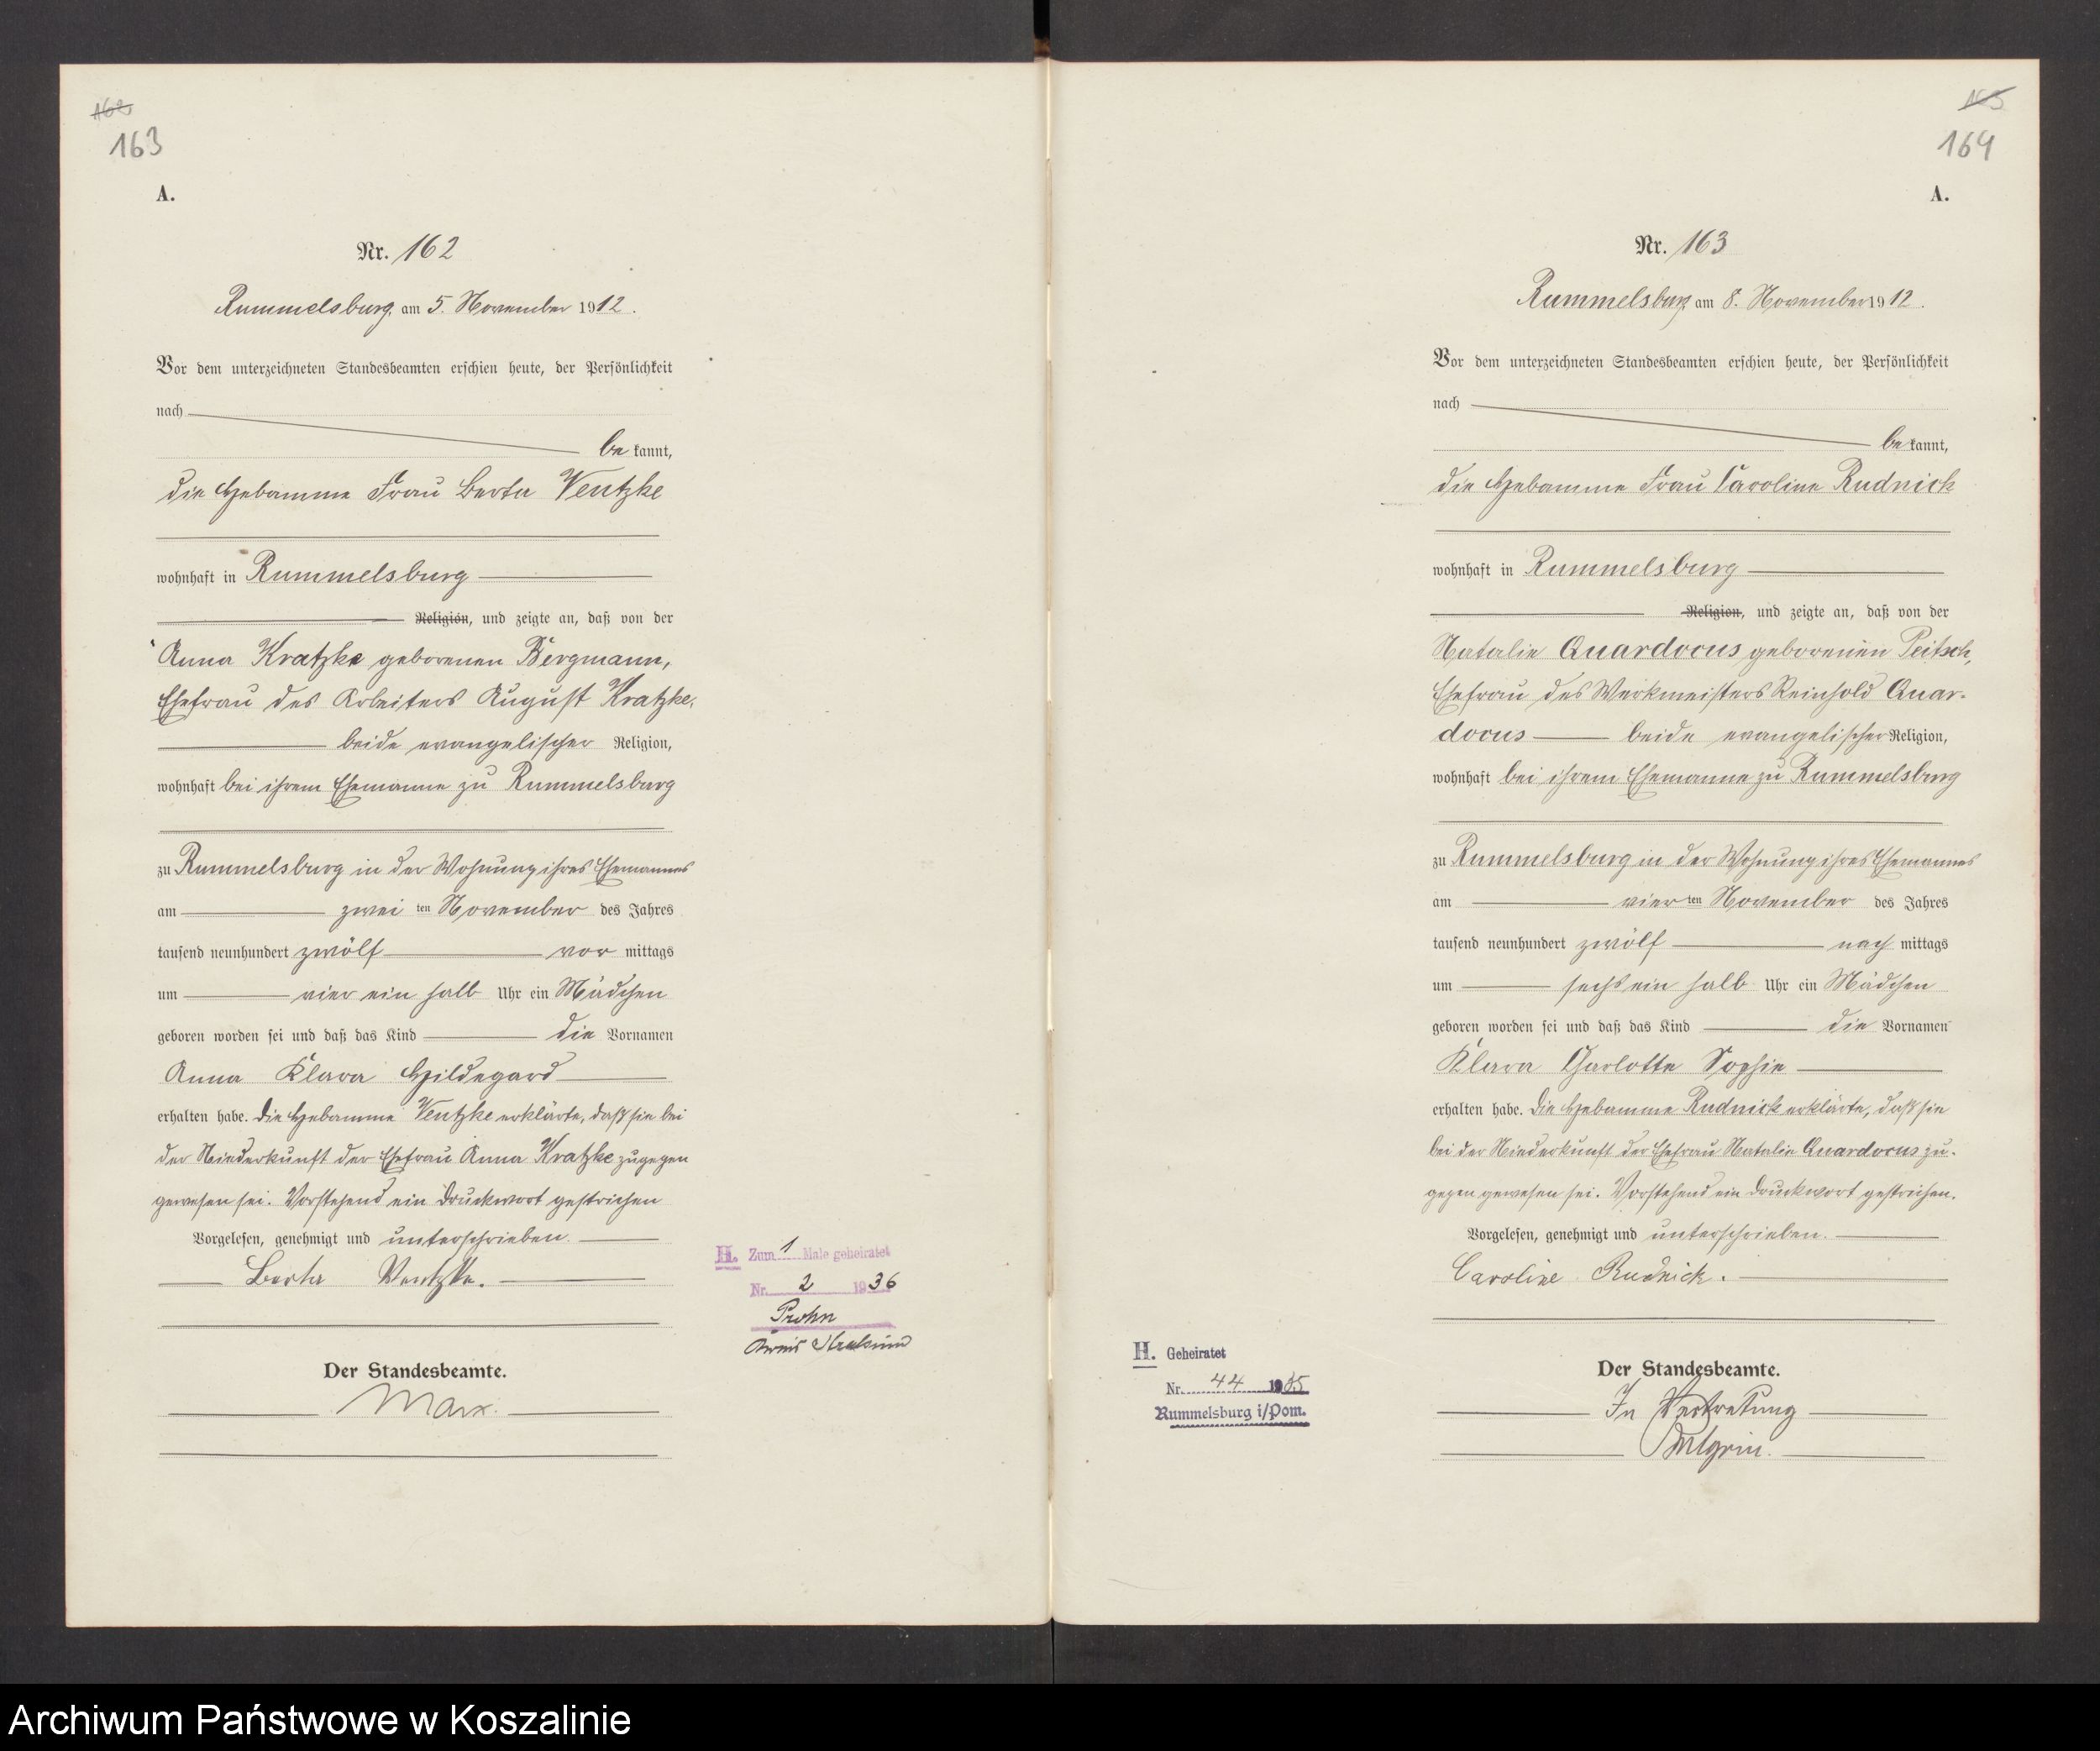 162
163
A.
Nr. 162
Rummelsburg am 5. November 1912.
Vor dem unterzeichneten Standesbeamten erschien heute, der Persönlichkeit
nach
bekannt,
die Hebamme Frau Berta Ventzke
wohnhaft in Rummelsburg
Religion, und zeigte an, daß von der
Anna Kratzke geborenen Bergmann,
Ehefrau des Arbeiters August Kratzke,
beide evangelischer Religion,
wohnhaft bei ihrem Ehemanne zu Rummelsburg
zu Rummelsburg in der Wohnung ihres Ehemannes
am zwei ten November des Jahres
tausend neunhundert zwölf vor mittags
um vier ein halb Uhr ein Mädchen
geboren worden sei und daß das Kind die Vornamen
Anna Klara Hildegard
erhalten habe. Die Hebamme Ventzke erklärte, daß sie bei
der Niederkunft der Ehefrau Anna Kratzke zugegen
gewesen sei. Vorstehend ein Druckwort gestrichen
Vorgelesen, genehmigt und unterschrieben.
Berta Ventzke.
Der Standesbeamte.
Marx.
H. Zum 1 Male geheiratet
Nr. 2 1936
Prohn
Kreis Stralsund
163
164
A.
Nr. 163
Rummelsburg am 8. November 1912.
Vor dem unterzeichneten Standesbeamten erschien heute, der Persönlichkeit
nach
bekannt,
die Hebamme Frau Caroline Rudnick
wohnhaft in Rummelsburg
Religion, und zeigte an, daß von der
Natalie Quardocus geborenen Peitsch,
Ehefrau des Werkmeisters Reinhold Quar-
docus beide evangelischer Religion,
wohnhaft bei ihrem Ehemanne zu Rummelsburg
zu Rummelsburg in der Wohnung ihres Ehemannes
am vier ten November des Jahres
tausend neunhundert zwölf nach mittags
um sechs ein halb Uhr ein Mädchen
geboren worden sei und daß das Kind die Vornamen
Klara Charlotte Sophie
erhalten habe. Die Hebamme Rudnick erklärte, daß sie
bei der Niederkunft der Ehefrau Natalie Quardocus zu-
gegen gewesen sei. Vorstehend ein Druckwort gestrichen.
Vorgelesen, genehmigt und unterschrieben.
Caroline Rudnick.
Der Standesbeamte.
In Vertretung
H. Geheiratet
Nr. 44 1935
Rummelsburg i/Pom.
Archiwum Państwowe w Koszalinie